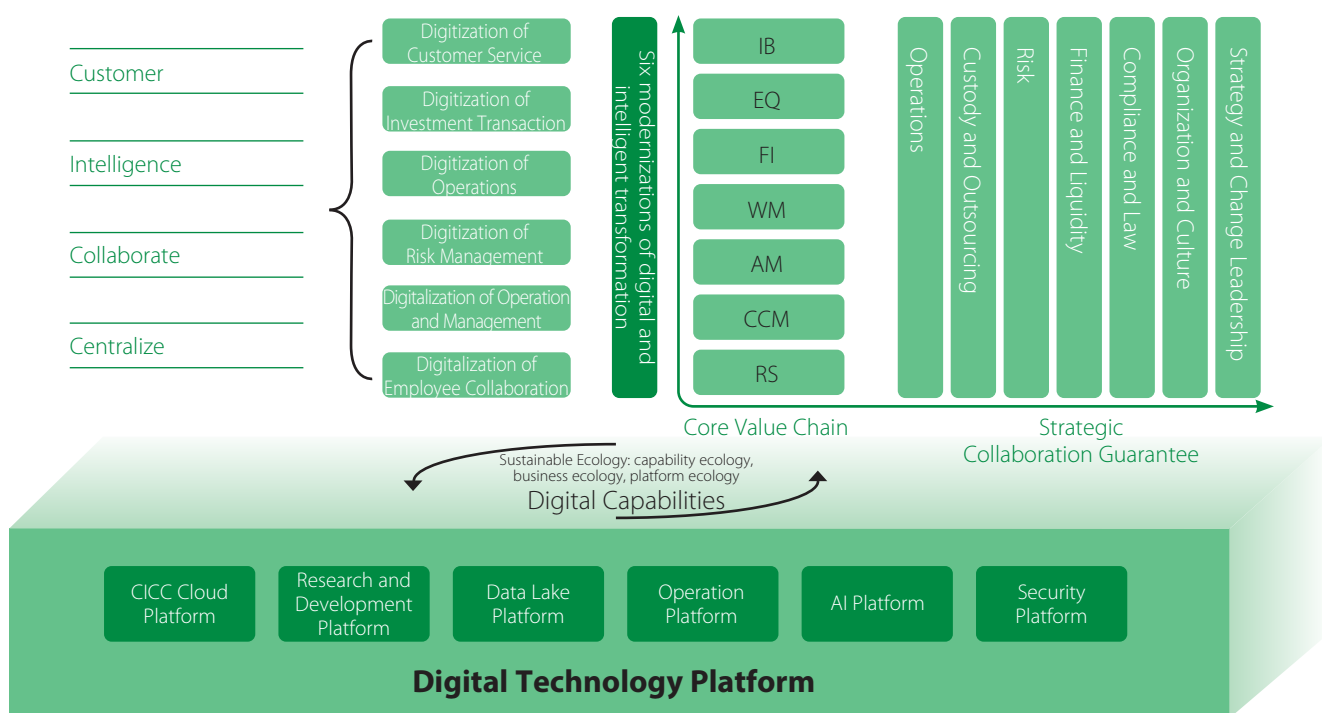 Customer
Intelligence
Collaborate
Centralize
Digitization of
Customer Service
Digitization of
Investment Transaction
Digitization of
Operations
Digitization of
Risk Management
Digitalization of Operation
and Management
Digitalization of
Employee Collaboration
Six modernizations of digital and
intelligent transformation
IB
EQ
FI
WM
AM
CCM
RS
Core Value Chain
Operations
Custody and Outsourcing
Risk
Finance and Liquidity
Compliance and Law
Organization and Culture
Strategy and Change Leadership
Strategic
Collaboration Guarantee
Sustainable Ecology: capability ecology,
business ecology, platform ecology
Digital Capabilities
CICC Cloud
Platform
Research and
Development
Platform
Data Lake
Platform
Operation
Platform
AI Platform
Security
Platform
Digital Technology Platform